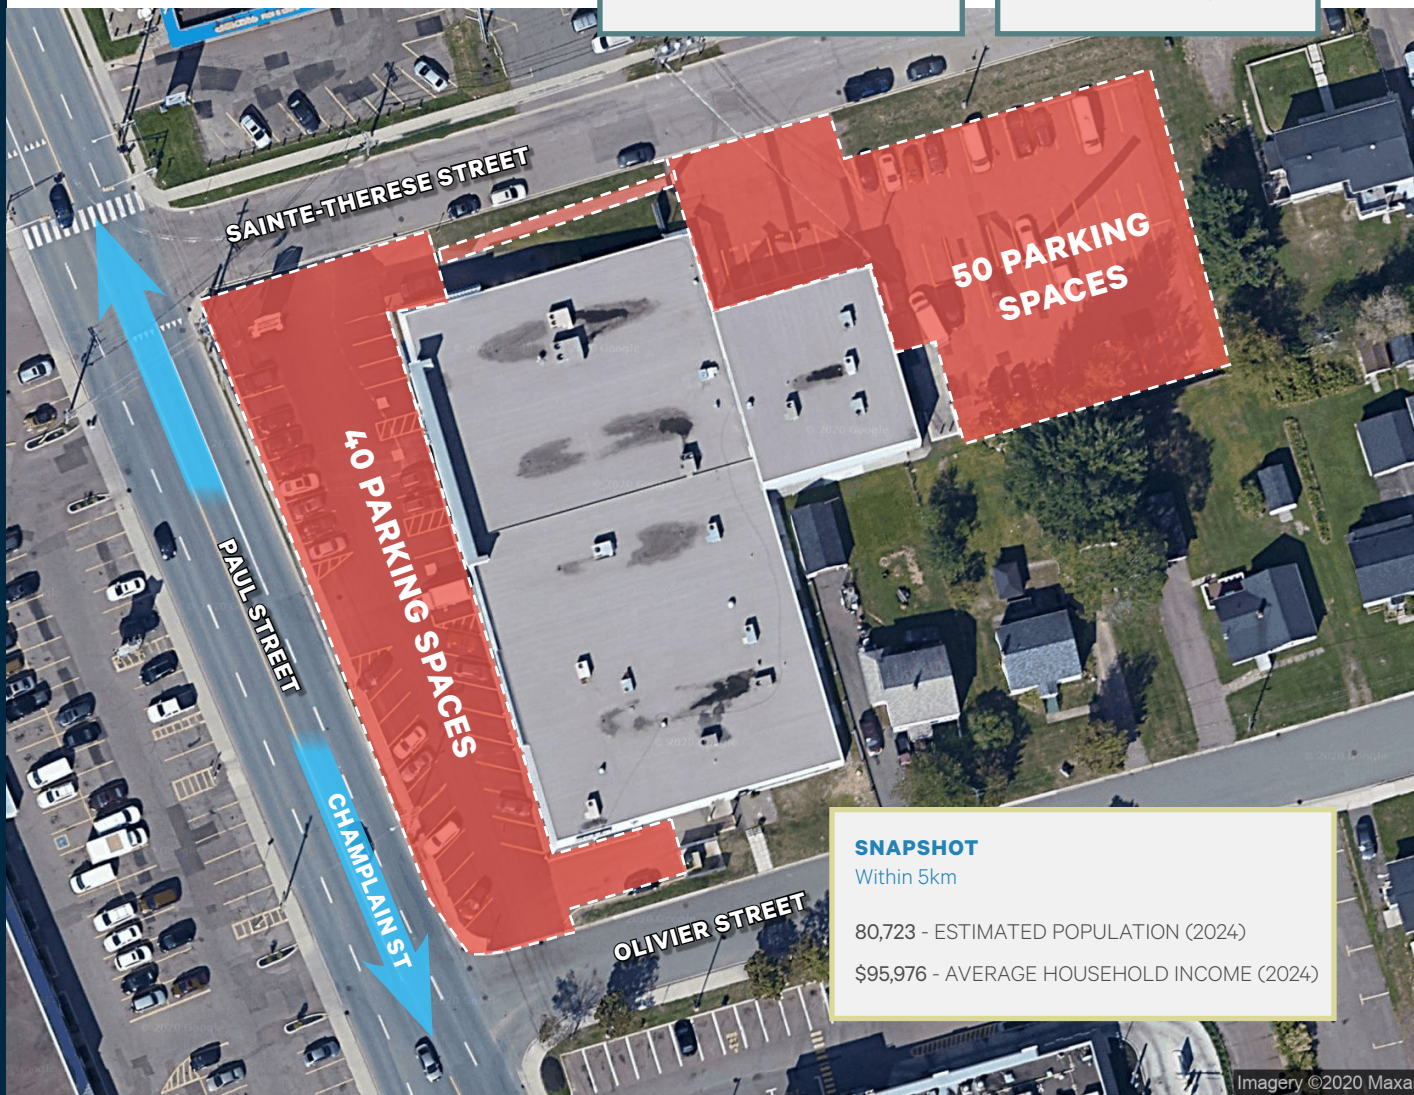 SAINTE-THERESE STREET
50 PARKING
SPACES
40 PARKING SPACES
PAUL STREET
CHAMPLAIN ST
OLIVIER STREET
SNAPSHOT
Within 5km
80,723 - ESTIMATED POPULATION (2024)
$95,976 - AVERAGE HOUSEHOLD INCOME (2024)
Imagery ©2020 Maxa